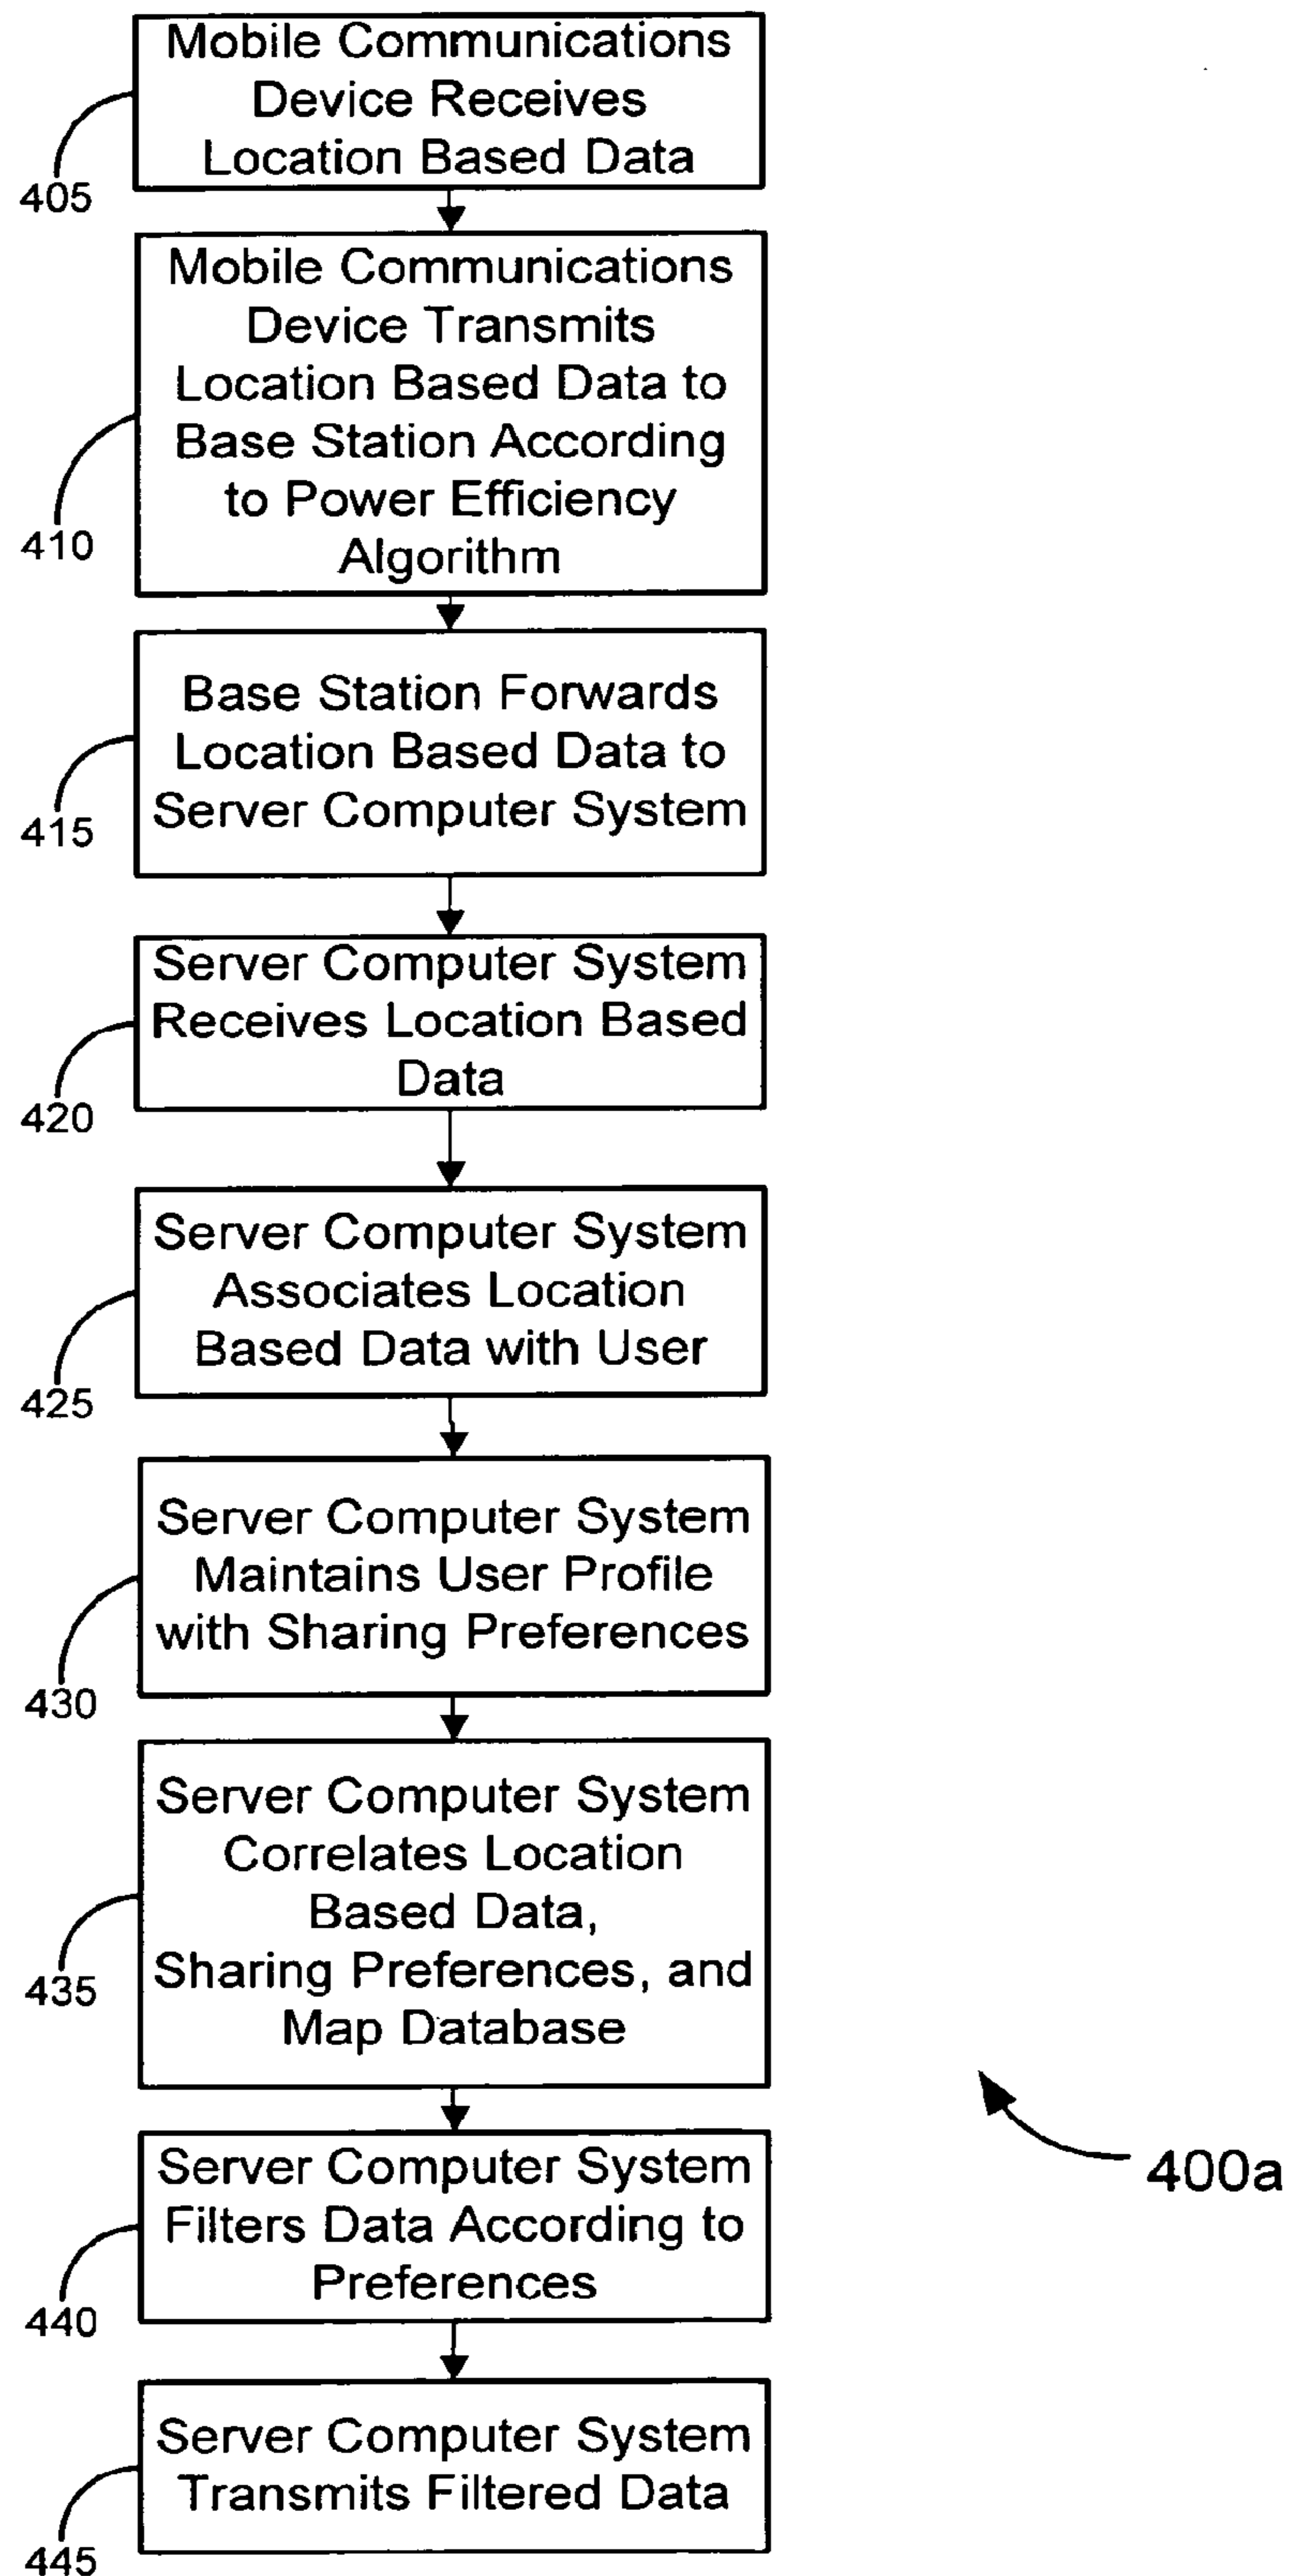 Mobile Communications
Device Receives
Location Based Data
405
Mobile Communications
Device Transmits
Location Based Data to
Base Station According
to Power Efficiency
Algorithm
410
Base Station Forwards
Location Based Data to
Server Computer System
415
Server Computer System
Receives Location Based
Data
420
Server Computer System
Associates Location
Based Data with User
425
Server Computer System
Maintains User Profile
with Sharing Preferences
430
Server Computer System
Correlates Location
Based Data,
Sharing Preferences, and
Map Database
435
400a
Server Computer System
Filters Data According to
Preferences
440
Server Computer System
Transmits Filtered Data
445